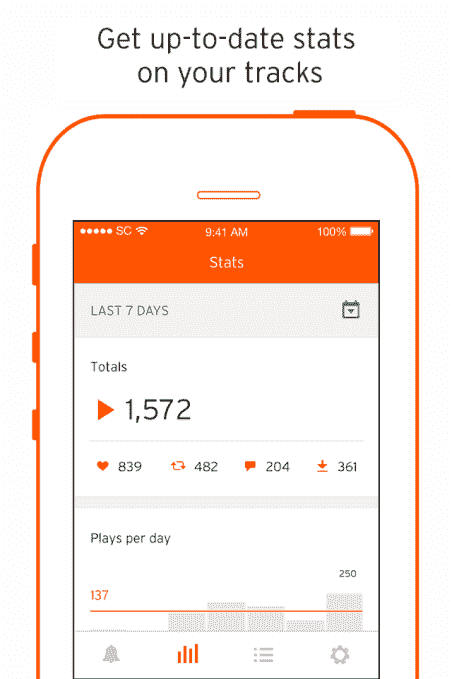 Get up-to-date stats
on your tracks
SC 9:41 AM 100%
Stats
LAST 7 DAYS
Totals
1,572
839 482 204 361
Plays per day
250
137